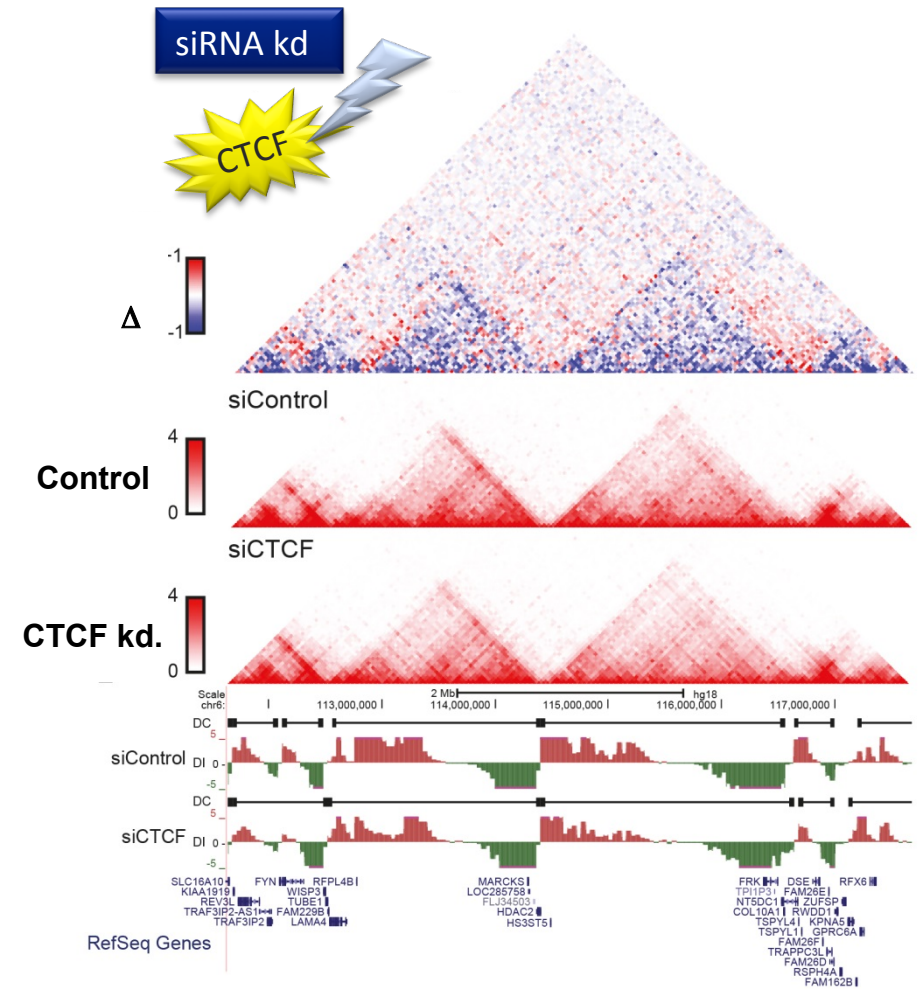 siRNA kd
CTCF
-1
-1
Δ
siControl
4
Control
0
siCTCF
4
CTCF kd.
0
Scale
2 Mb
hg18
chr6:
113,000,000
114,000,000
115,000,000
116,000,000
117,000,000
DC
5
siControl
DI
0
-5
DC
5
siCTCF
DI
0
-5
SLC16A10 FYN RFPL4B MARCKS FRK DSE RFX6
KIAA1919 WISP3 LOC285758 TPI1P3 FAM26E
REV3L TUBE1 FLJ34503 NT5DC1 ZUFSP
TRAF3IP2-AS1 FAM229B HDAC2 COL10A1 RWDD1
TRAF3IP2 LAMA4 HS3ST5 TSPYL4 KPNA5
RefSeq Genes
TSPYL1 GPRC6A
FAM26F
TRAPPC3L
FAM26D
RSPH4A
FAM162B